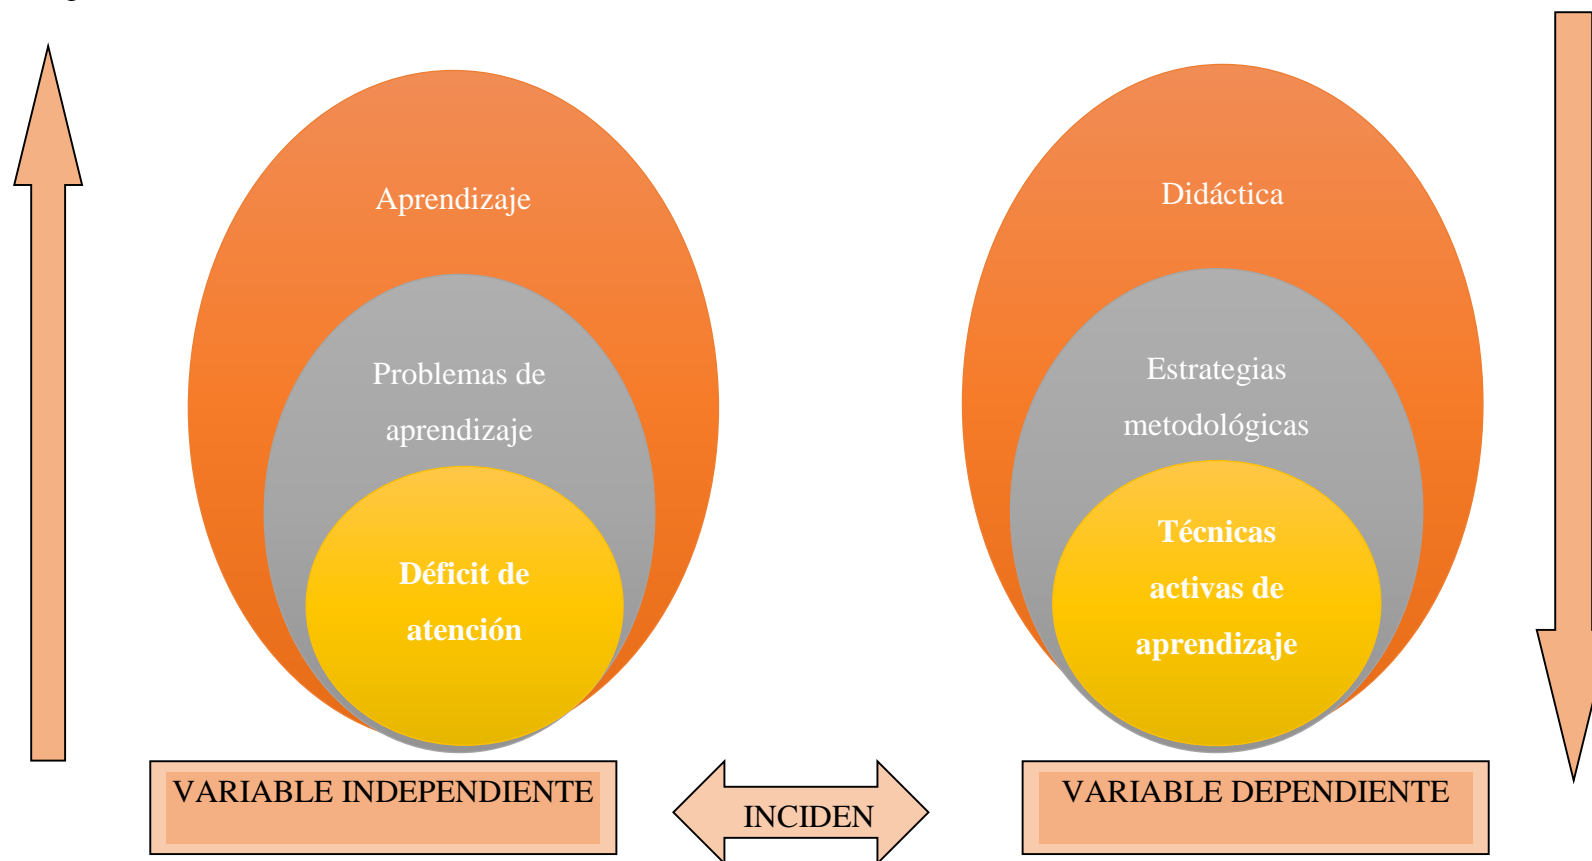 Aprendizaje
Problemas de
aprendizaje
Déficit de
atención
Didáctica
Estrategias
metodológicas
Técnicas
activas de
aprendizaje
VARIABLE INDEPENDIENTE
INCIDEN
VARIABLE DEPENDIENTE